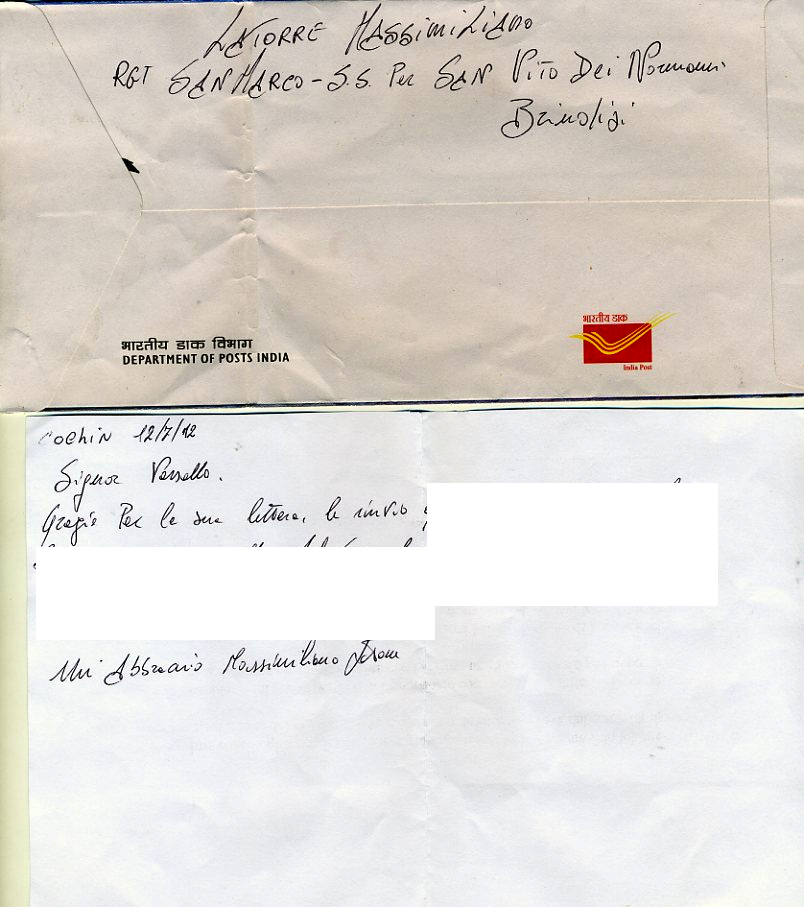 LATORRE MASSIMILIANO
RGT SAN MARCO - S.S. Per SAN VITO Dei Normanni
Brindisi
भारतीय डाक विभाग
DEPARTMENT OF POSTS INDIA
भारतीय डाक
India Post
Cochin 12/7/12
Signor
Grazie Per la sua lettera, le invio
Un Abbraccio Massimiliano